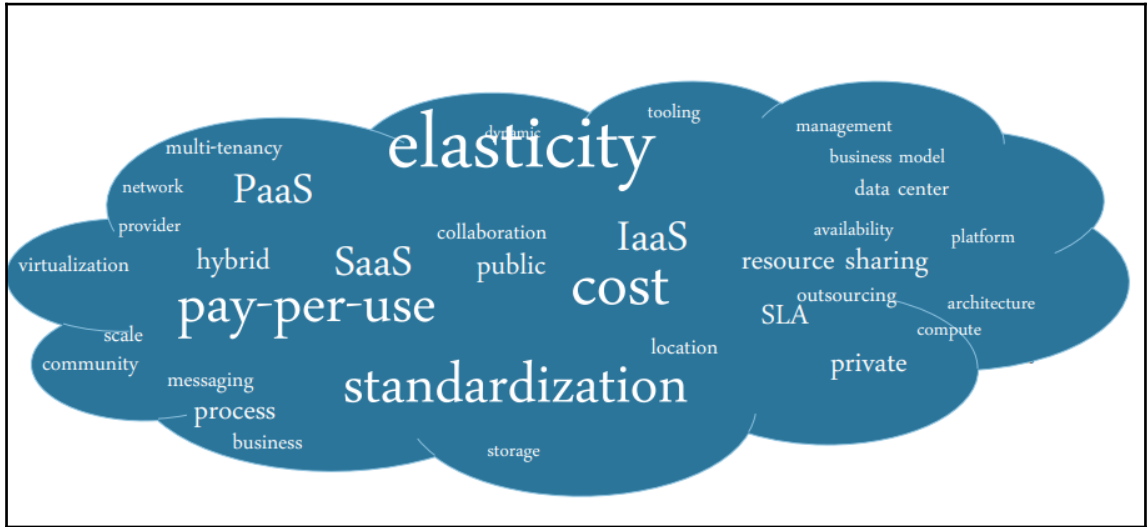 tooling
elasticity
dynamic
management
multi-tenancy
business model
network
PaaS
data center
provider
collaboration
IaaS
availability
platform
virtualization
hybrid
SaaS
public
resource sharing
pay-per-use
cost
outsourcing
SLA
architecture
scale
compute
location
community
private
messaging
standardization
process
business
storage